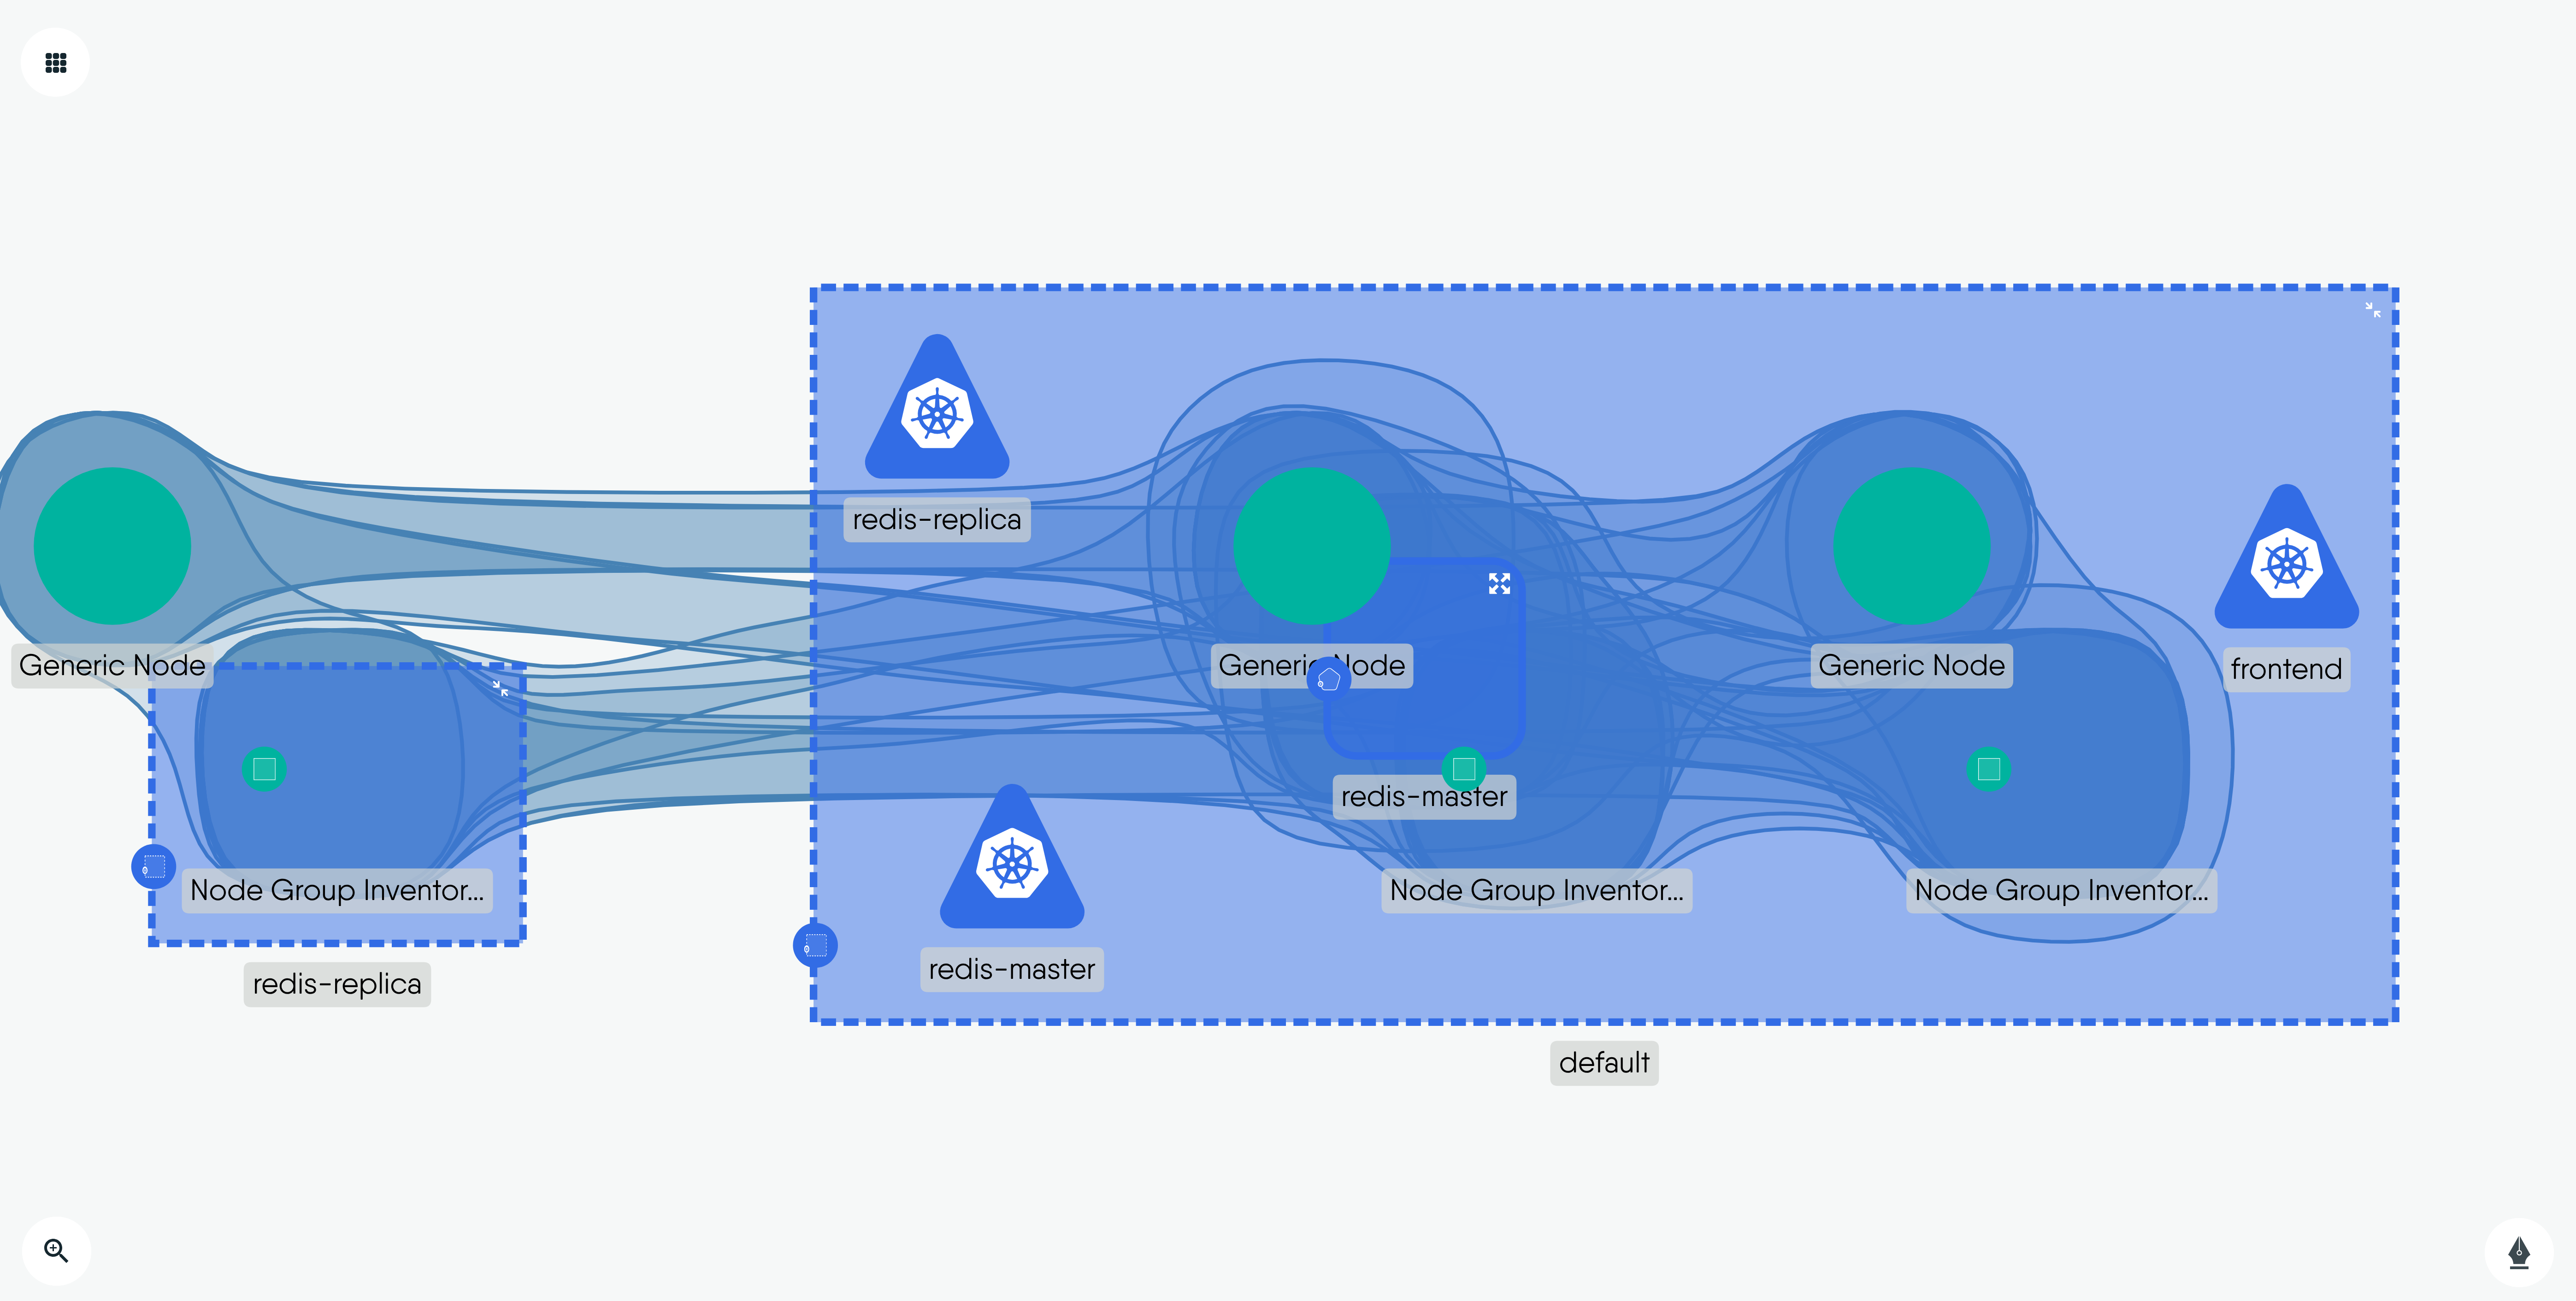 redis-replica
Generic Node
Generic Node
Generic Node
frontend
redis-master
Node Group Inventor...
Node Group Inventor...
Node Group Inventor...
redis-master
redis-replica
default